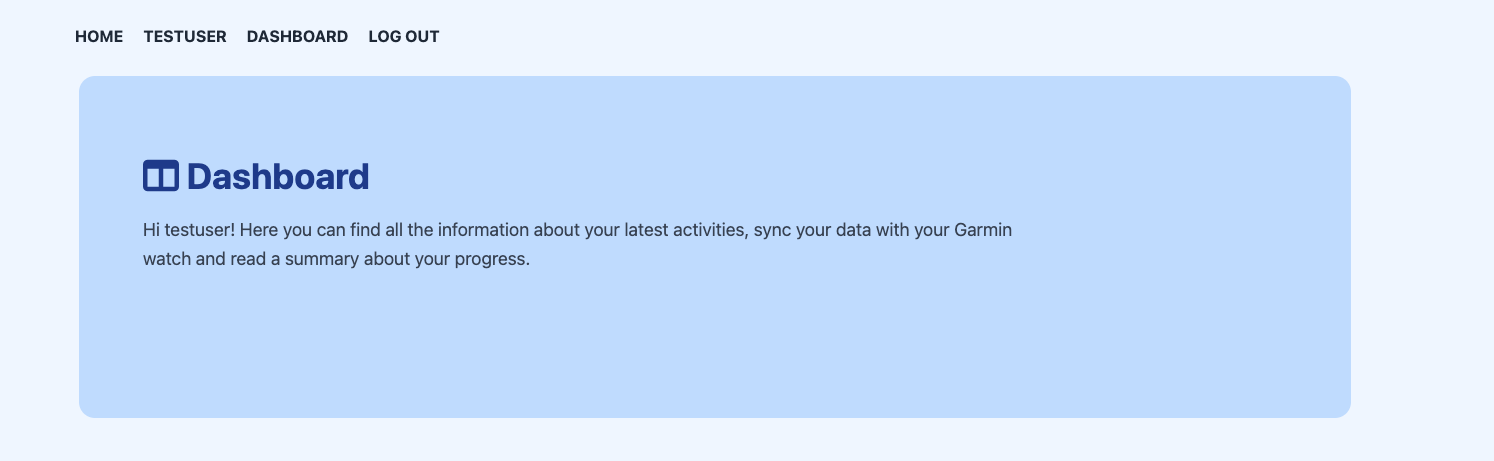 HOME TESTUSER DASHBOARD LOG OUT
Dashboard
Hi testuser! Here you can find all the information about your latest activities, sync your data with your Garmin
watch and read a summary about your progress.